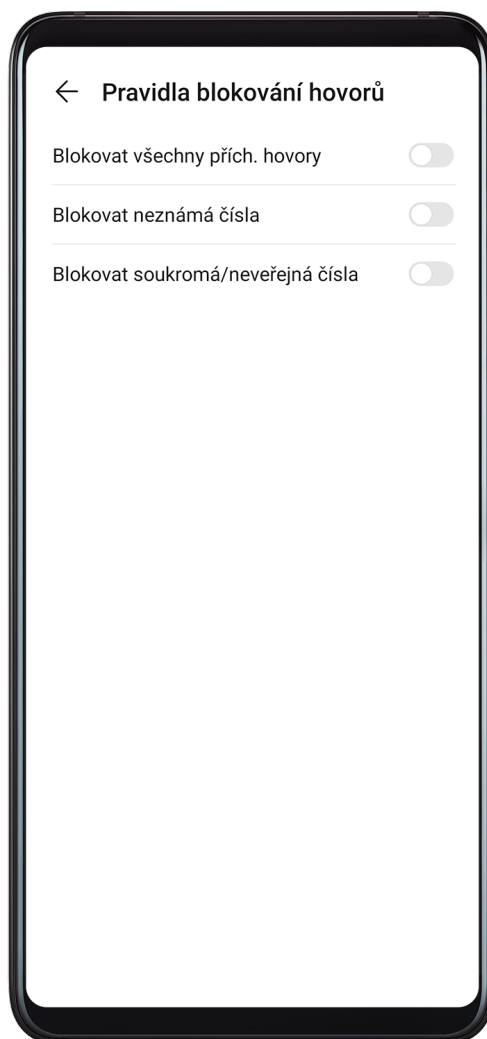 Pravidla blokování hovorů
Blokovat všechny přích. hovory
Blokovat neznámá čísla
Blokovat soukromá/neveřejná čísla